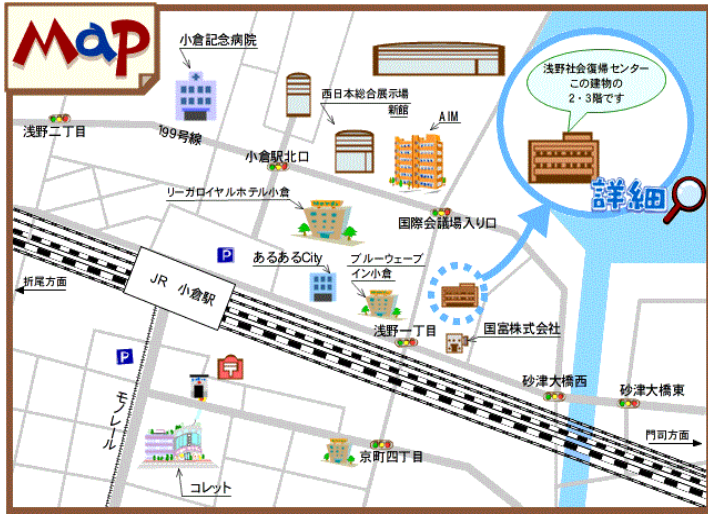 Map
小倉記念病院
浅野社会復帰センター
この建物の
2・3階です
西日本総合展示場
新館
AIM
浅野二丁目
199号線
小倉駅北口
詳細
リーガロイヤルホテル小倉
国際会議場入り口
P
あるあるCity
ブルーウェーブ
イン小倉
JR 小倉駅
折尾方面
浅野一丁目
国富株式会社
P
〒
砂津大橋西
砂津大橋東
モノレール
門司方面
京町四丁目
コレット